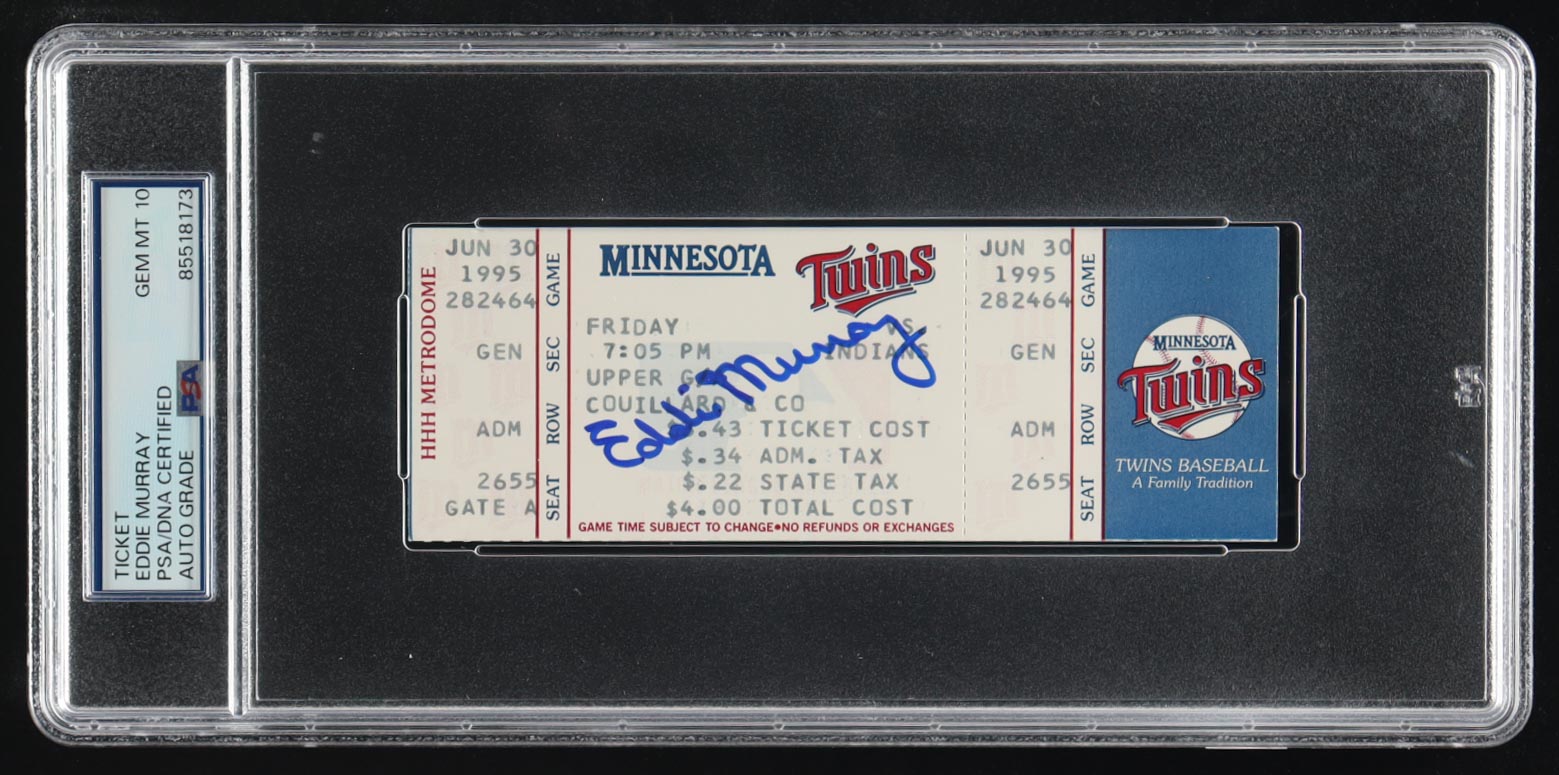 TICKET
EDDIE MURRAY
PSA/DNA CERTIFIED
AUTO GRADE
GEM MT 10
85518173
PSA
HHH METRODOME
JUN 30
1995
282464
GEN
ADM
2655
GATE A
GAME
SEC
ROW
SEAT
MINNESOTA Twins
FRIDAY VS.
7:05 PM INDIANS
UPPER
COUILLARD & CO
.43 TICKET COST
$.34 ADM. TAX
$.22 STATE TAX
$4.00 TOTAL COST
GAME TIME SUBJECT TO CHANGE•NO REFUNDS OR EXCHANGES
Eddie Murray
JUN 30
1995
282464
GEN
ADM
2655
GAME
SEC
ROW
SEAT
MINNESOTA
Twins
TWINS BASEBALL
A Family Tradition
PSA